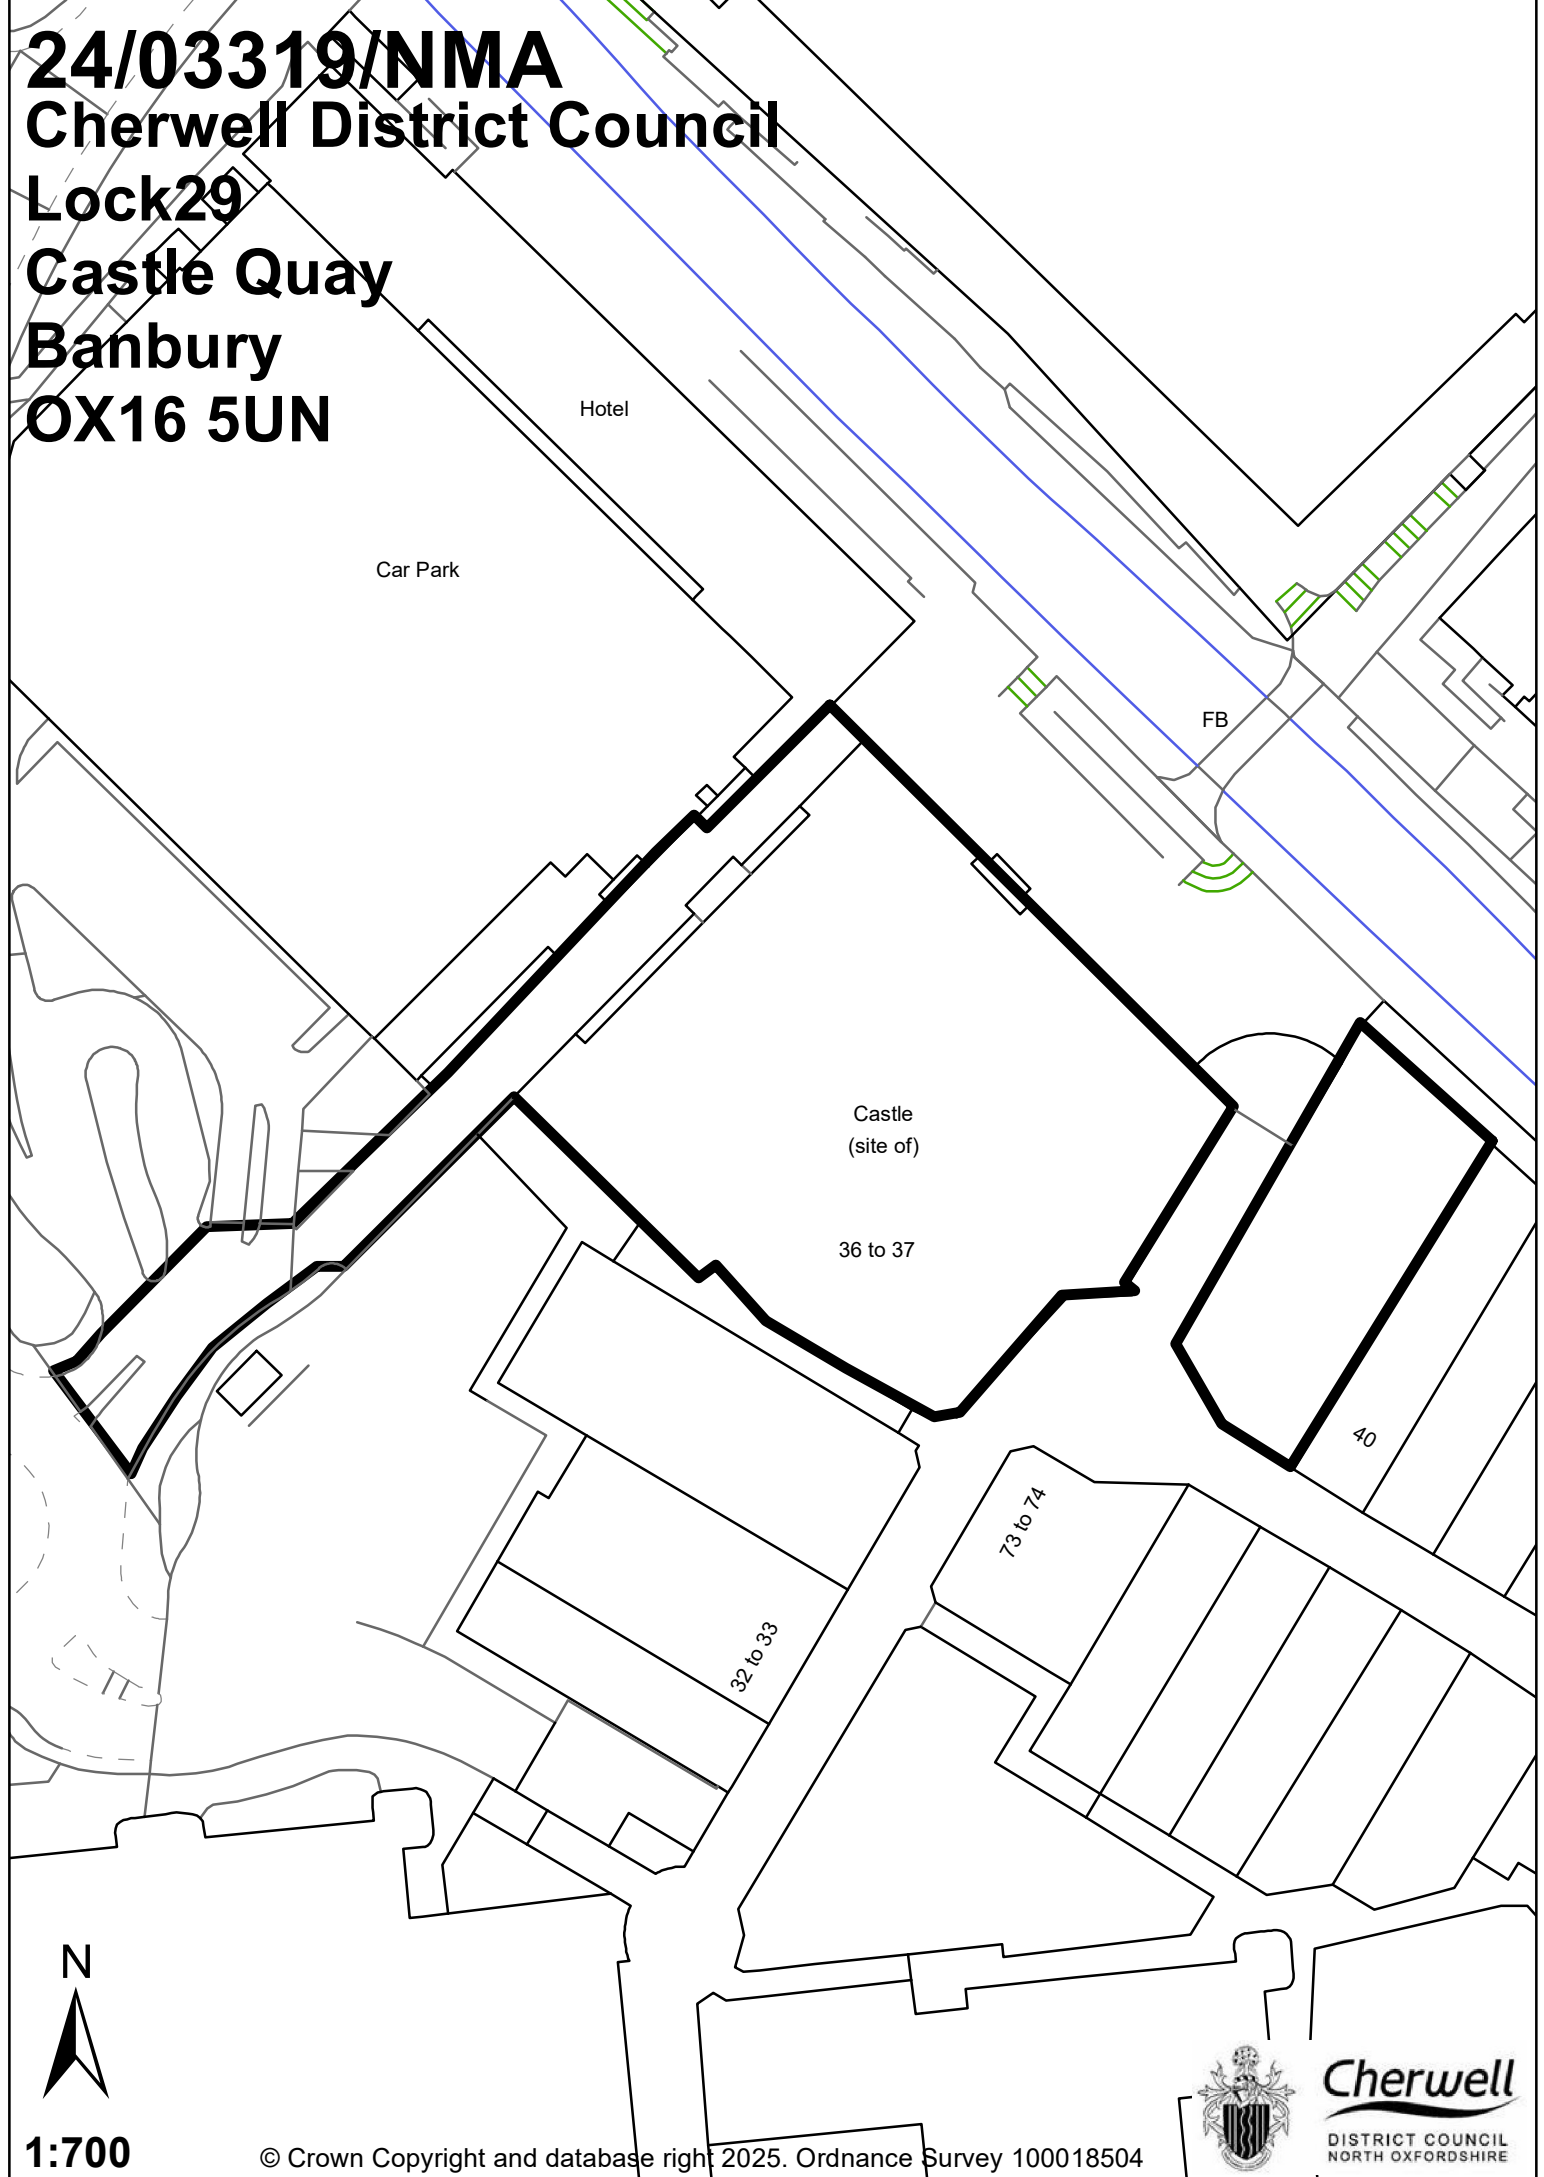 24/03319/NMA
Cherwell District Council
Lock29
Castle Quay
Banbury
OX16 5UN
Hotel
Car Park
FB
Castle
(site of)
36 to 37
40
73 to 74
32 to 33
N
1:700
© Crown Copyright and database right 2025. Ordnance Survey 100018504
Cherwell
DISTRICT COUNCIL
NORTH OXFORDSHIRE